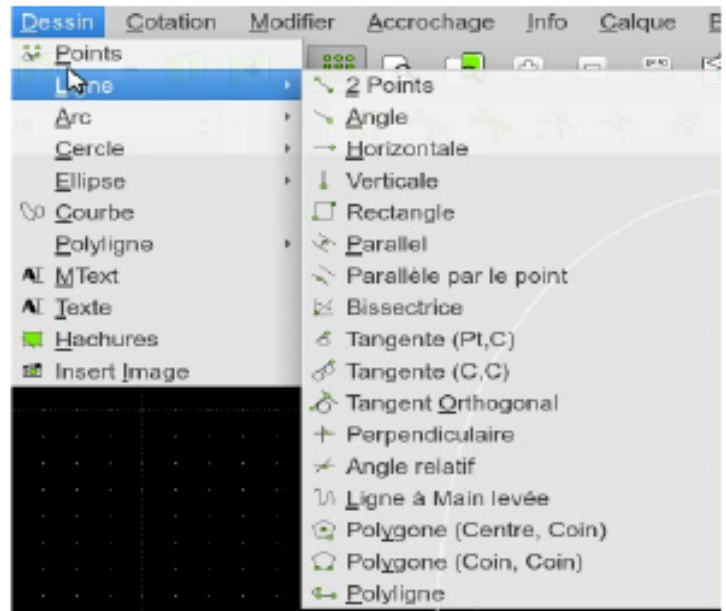 Dessin Cotation Modifier Accrochage Info Calque
Points
Ligne
Arc
Cercle
Ellipse
Courbe
Polyligne
AI MText
AI Texte
Hachures
Insert Image
2 Points
Angle
Horizontale
Verticale
Rectangle
Parallel
Parallèle par le point
Bissectrice
Tangente (Pt,C)
Tangente (C,C)
Tangent Orthogonal
Perpendiculaire
Angle relatif
Ligne à Main levée
Polygone (Centre, Coin)
Polygone (Coin, Coin)
Polyligne